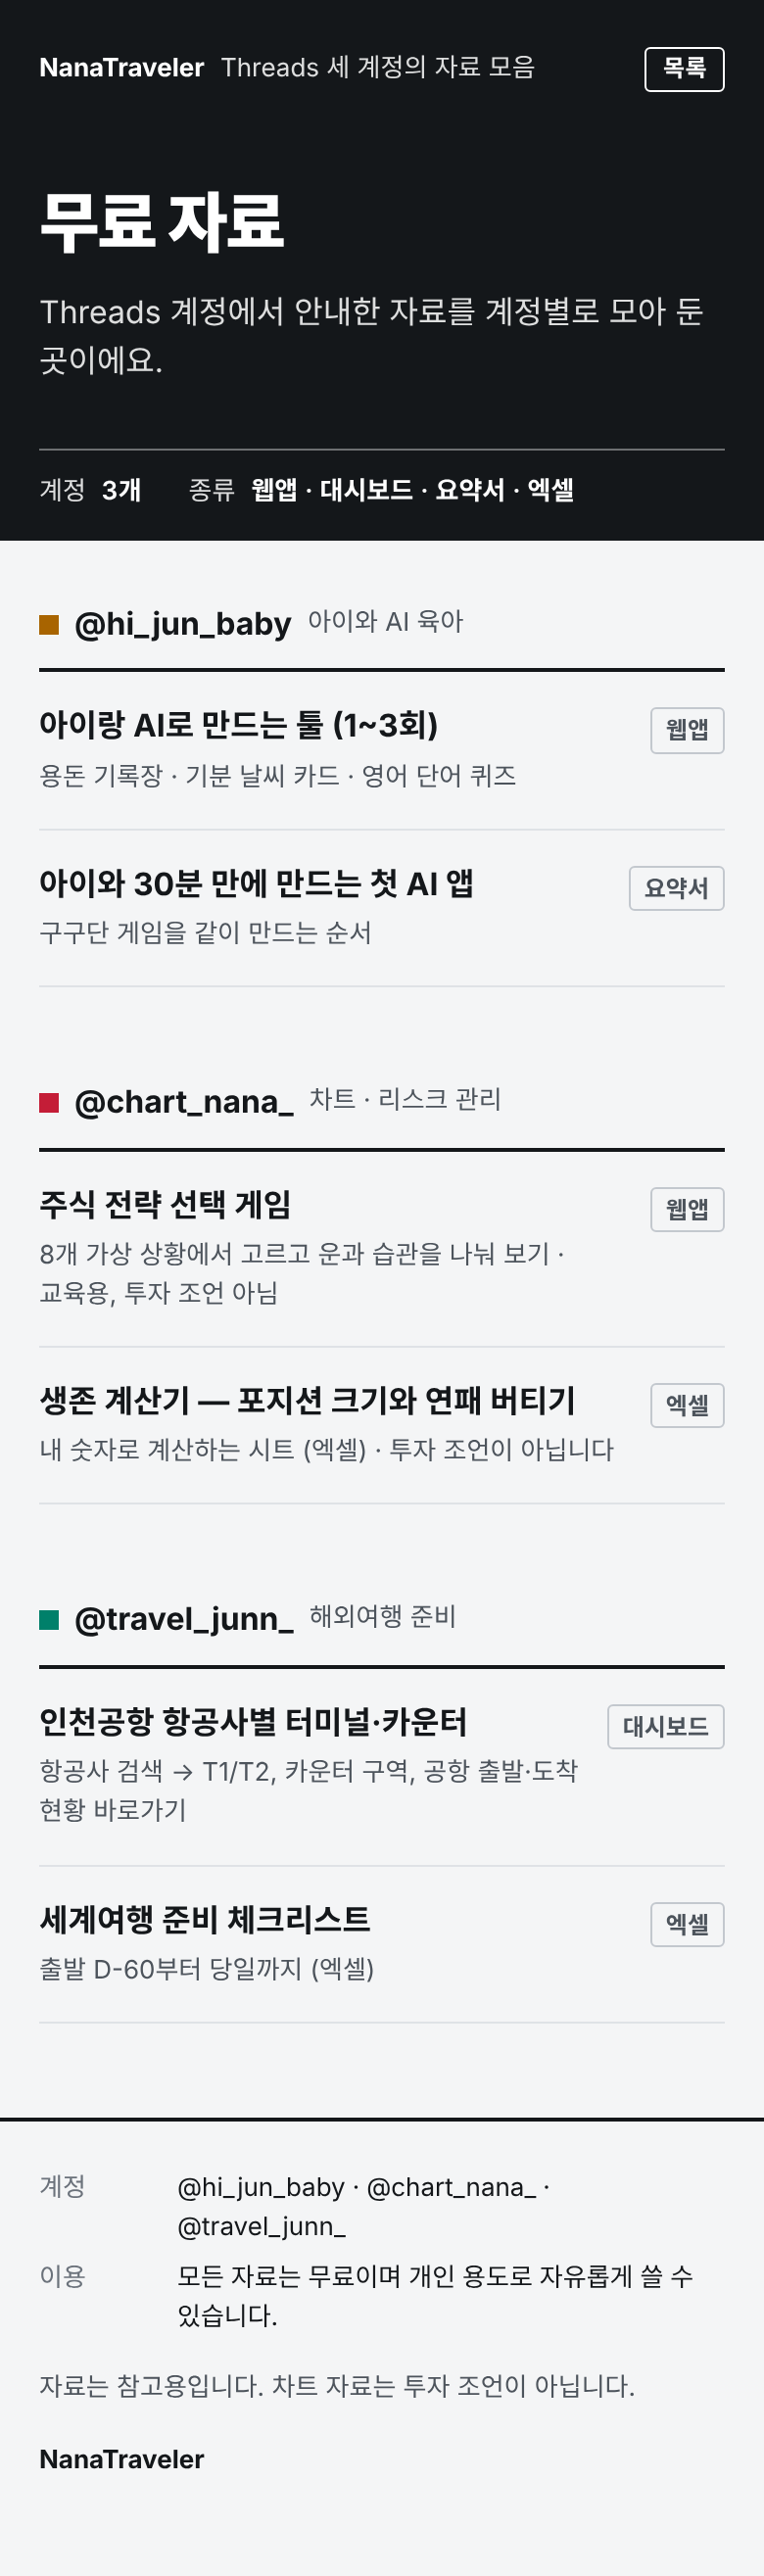 NanaTraveler Threads 세 계정의 자료 모음 목록
무료 자료
Threads 계정에서 안내한 자료를 계정별로 모아 둔
곳이에요.
계정 3개 종류 웹앱 · 대시보드 · 요약서 · 엑셀
@hi_jun_baby 아이와 AI 육아
아이랑 AI로 만드는 툴 (1~3회) 웹앱
용돈 기록장 · 기분 날씨 카드 · 영어 단어 퀴즈
아이와 30분 만에 만드는 첫 AI 앱 요약서
구구단 게임을 같이 만드는 순서
@chart_nana_ 차트 · 리스크 관리
주식 전략 선택 게임 웹앱
8개 가상 상황에서 고르고 운과 습관을 나눠 보기 ·
교육용, 투자 조언 아님
생존 계산기 — 포지션 크기와 연패 버티기 엑셀
내 숫자로 계산하는 시트 (엑셀) · 투자 조언이 아닙니다
@travel_junn_ 해외여행 준비
인천공항 항공사별 터미널·카운터 대시보드
항공사 검색 → T1/T2, 카운터 구역, 공항 출발·도착
현황 바로가기
세계여행 준비 체크리스트 엑셀
출발 D-60부터 당일까지 (엑셀)
계정 @hi_jun_baby · @chart_nana_ ·
@travel_junn_
이용 모든 자료는 무료이며 개인 용도로 자유롭게 쓸 수
있습니다.
자료는 참고용입니다. 차트 자료는 투자 조언이 아닙니다.
NanaTraveler